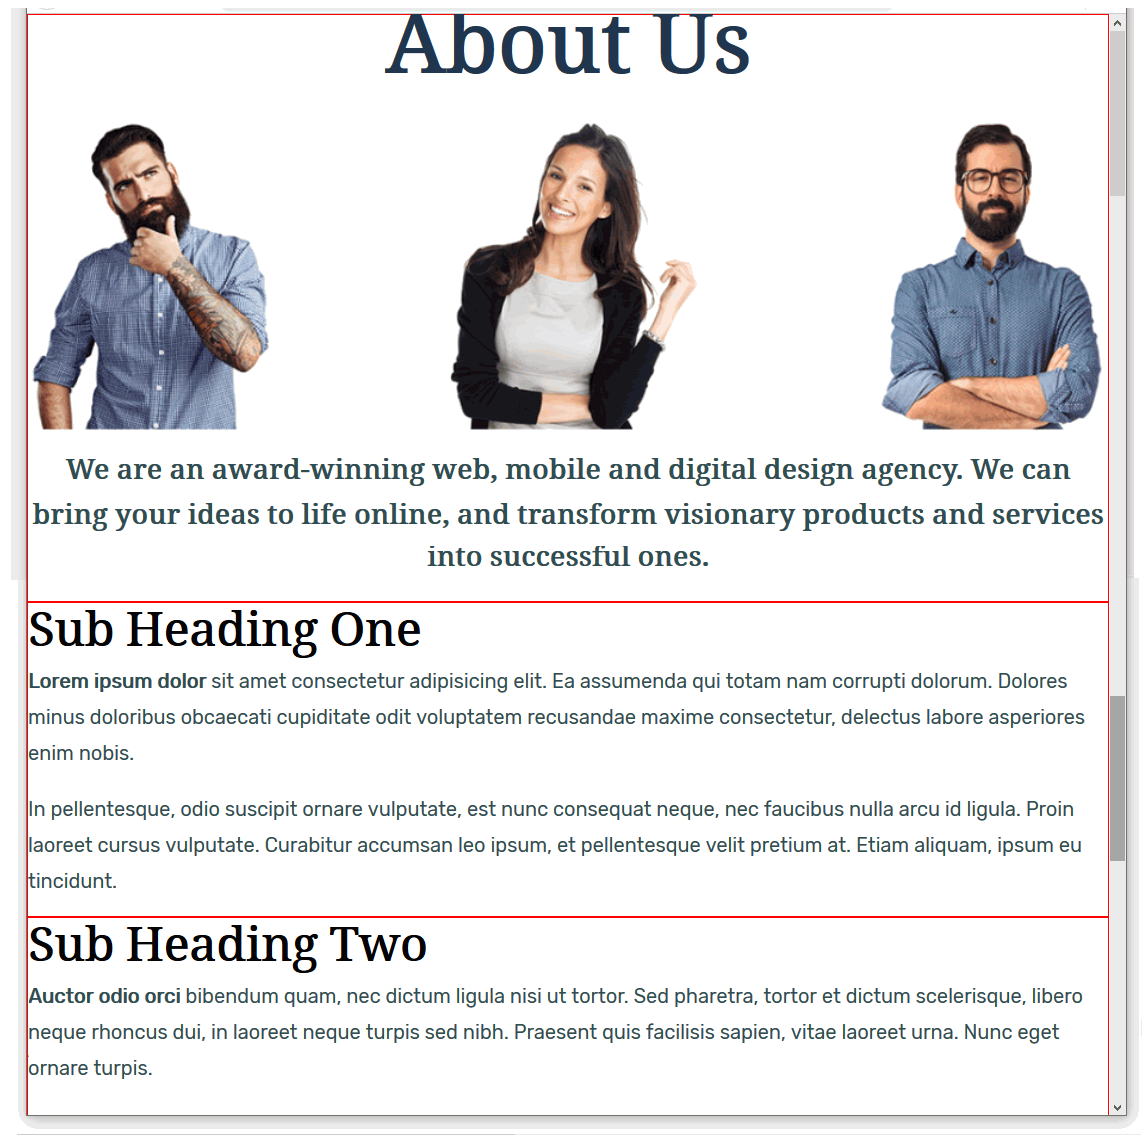 About Us
We are an award-winning web, mobile and digital design agency. We can
bring your ideas to life online, and transform visionary products and services
into successful ones.
Sub Heading One
Lorem ipsum dolor sit amet consectetur adipisicing elit. Ea assumenda qui totam nam corrupti dolorum. Dolores
minus doloribus obcaecati cupiditate odit voluptatem recusandae maxime consectetur, delectus labore asperiores
enim nobis.
In pellentesque, odio suscipit ornare vulputate, est nunc consequat neque, nec faucibus nulla arcu id ligula. Proin
laoreet cursus vulputate. Curabitur accumsan leo ipsum, et pellentesque velit pretium at. Etiam aliquam, ipsum eu
tincidunt.
Sub Heading Two
Auctor odio orci bibendum quam, nec dictum ligula nisi ut tortor. Sed pharetra, tortor et dictum scelerisque, libero
neque rhoncus dui, in laoreet neque turpis sed nibh. Praesent quis facilisis sapien, vitae laoreet urna. Nunc eget
ornare turpis.